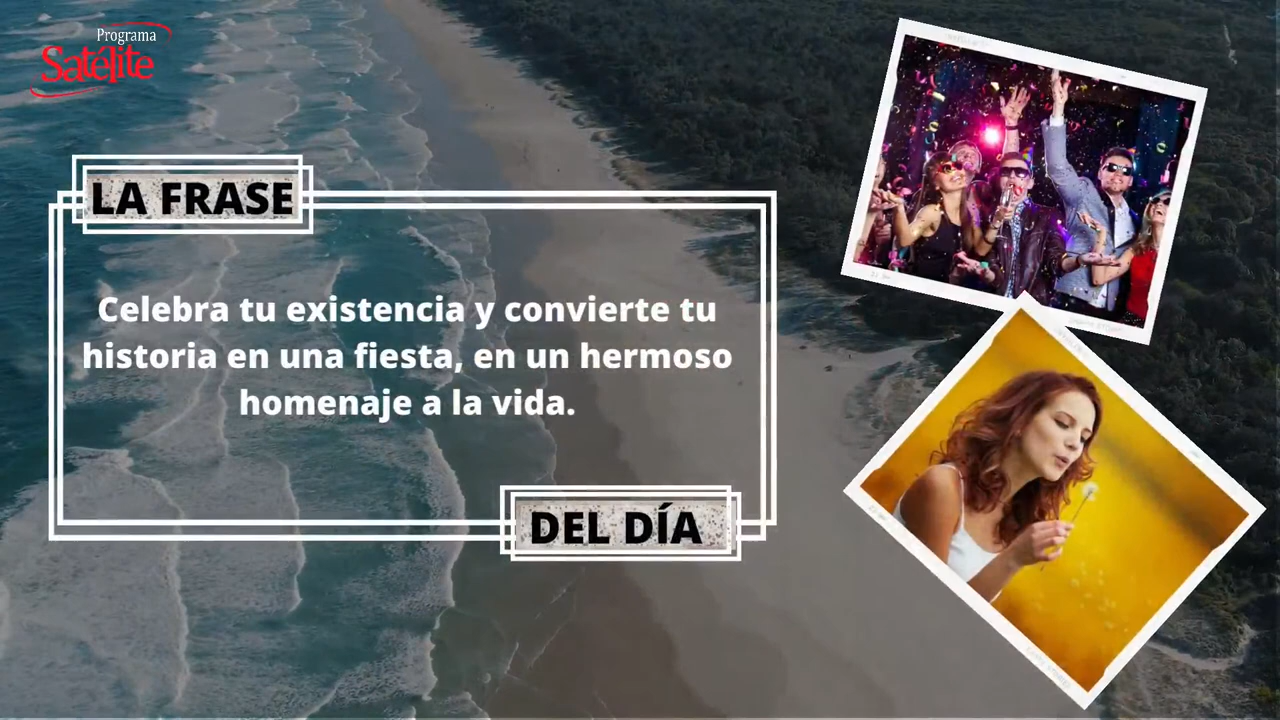 Programa
Satélite
LA FRASE
Celebra tu existencia y convierte tu
historia en una fiesta, en un hermoso
homenaje a la vida.
DEL DÍA